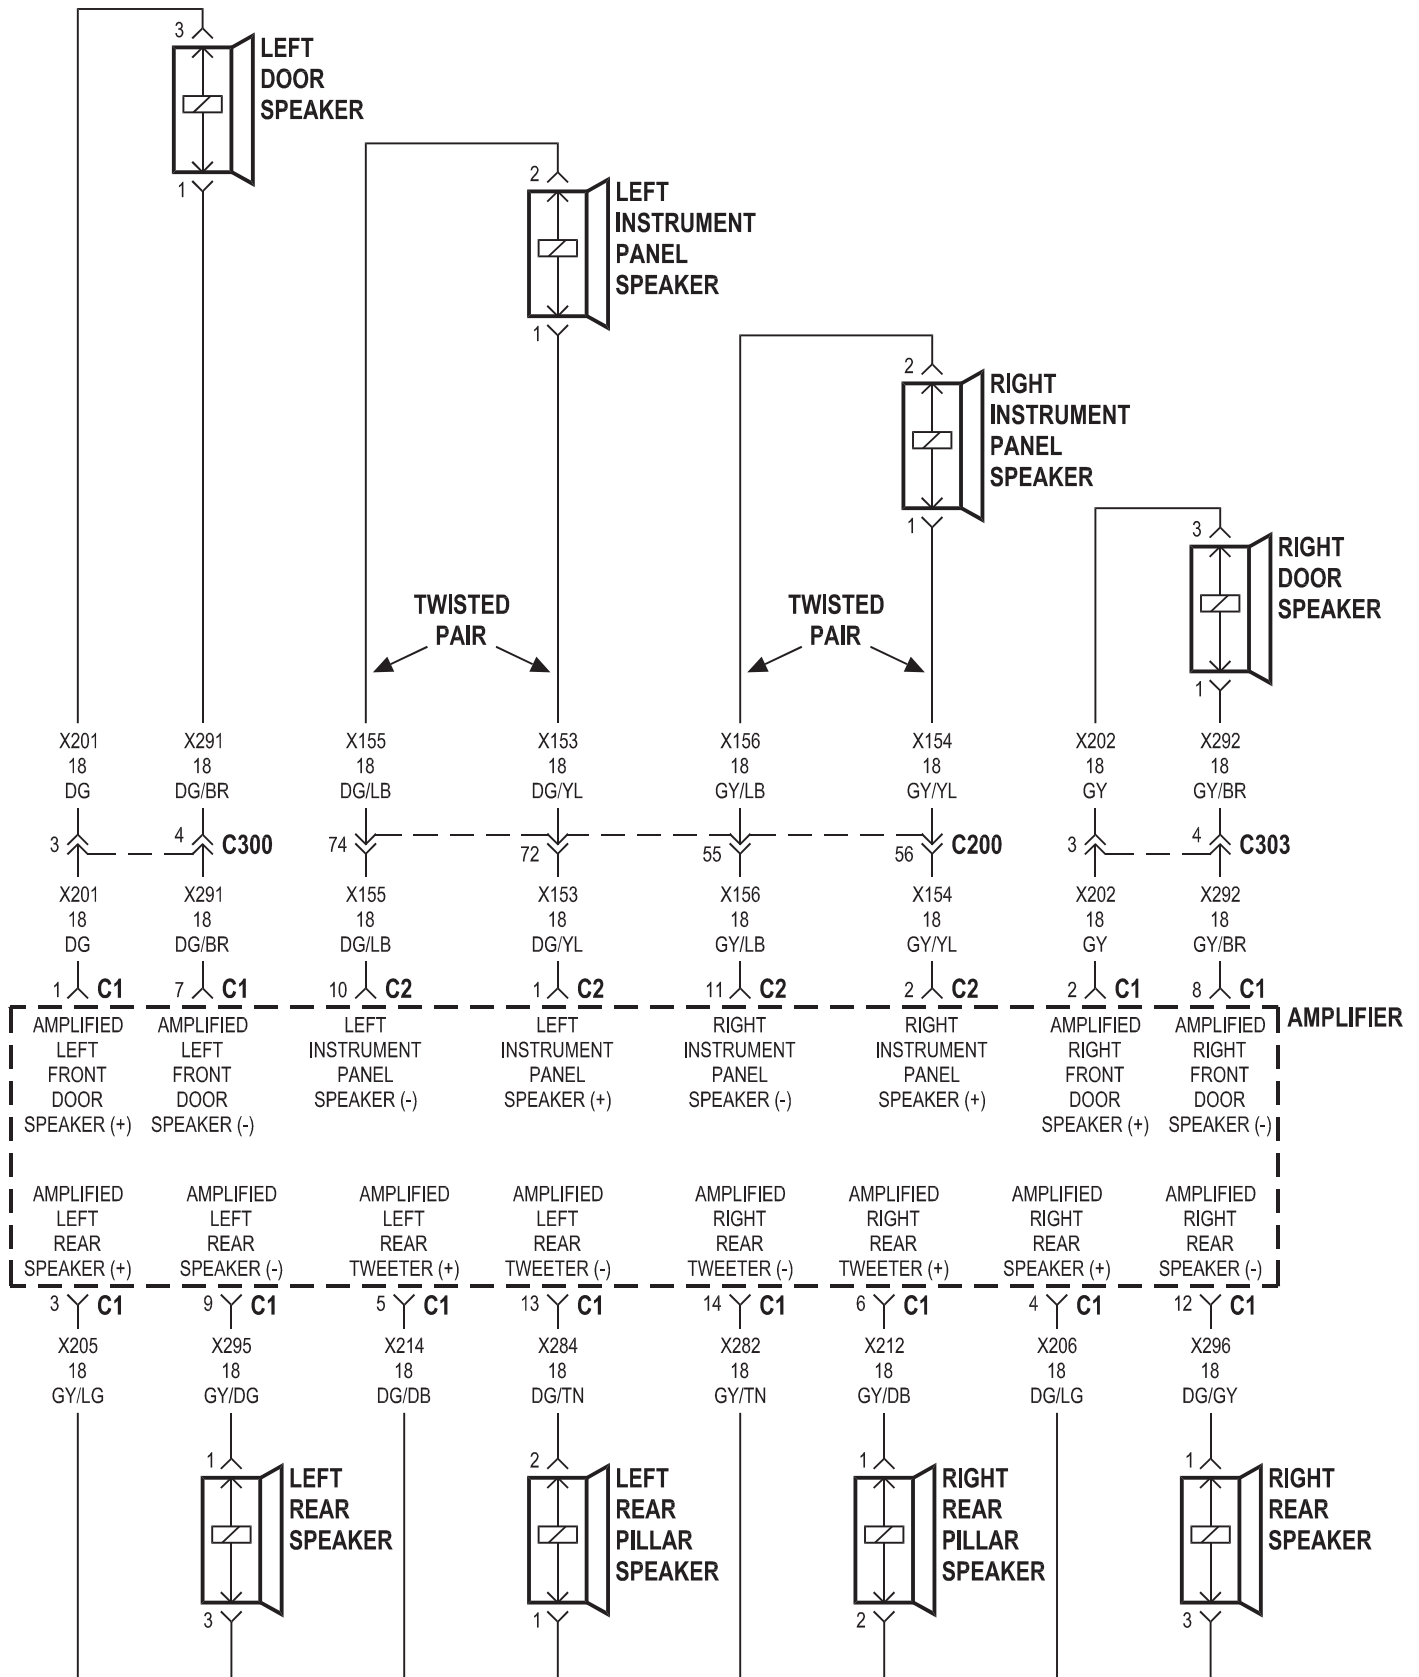 3
LEFT
DOOR
SPEAKER
1
2
LEFT
INSTRUMENT
PANEL
SPEAKER
1
2
RIGHT
INSTRUMENT
PANEL
SPEAKER
1
3
RIGHT
DOOR
SPEAKER
1
TWISTED
PAIR
TWISTED
PAIR
X201 X291 X155 X153 X156 X154 X202 X292
18 18 18 18 18 18 18 18
DG DG/BR DG/LB DG/YL GY/LB GY/YL GY GY/BR
3 4 C300 74 72 55 56 C200 3 4 C303
X201 X291 X155 X153 X156 X154 X202 X292
18 18 18 18 18 18 18 18
DG DG/BR DG/LB DG/YL GY/LB GY/YL GY GY/BR
1 C1 7 C1 10 C2 1 C2 11 C2 2 C2 2 C1 8 C1
AMPLIFIER
AMPLIFIED AMPLIFIED LEFT LEFT RIGHT RIGHT AMPLIFIED AMPLIFIED
LEFT LEFT INSTRUMENT INSTRUMENT INSTRUMENT INSTRUMENT RIGHT RIGHT
FRONT FRONT PANEL PANEL PANEL PANEL FRONT FRONT
DOOR DOOR SPEAKER (-) SPEAKER (+) SPEAKER (-) SPEAKER (+) DOOR DOOR
SPEAKER (+) SPEAKER (-) SPEAKER (+) SPEAKER (-)
AMPLIFIED AMPLIFIED AMPLIFIED AMPLIFIED AMPLIFIED AMPLIFIED AMPLIFIED AMPLIFIED
LEFT LEFT LEFT LEFT RIGHT RIGHT RIGHT RIGHT
REAR REAR REAR REAR REAR REAR REAR REAR
SPEAKER (+) SPEAKER (-) TWEETER (+) TWEETER (-) TWEETER (-) TWEETER (+) SPEAKER (+) SPEAKER (-)
3 C1 9 C1 5 C1 13 C1 14 C1 6 C1 4 C1 12 C1
X205 X295 X214 X284 X282 X212 X206 X296
18 18 18 18 18 18 18 18
GY/LG GY/DG DG/DB DG/TN GY/TN GY/DB DG/LG DG/GY
1 2 1 1
LEFT LEFT RIGHT RIGHT
REAR REAR REAR REAR
SPEAKER PILLAR PILLAR SPEAKER
SPEAKER SPEAKER
3 1 2 3